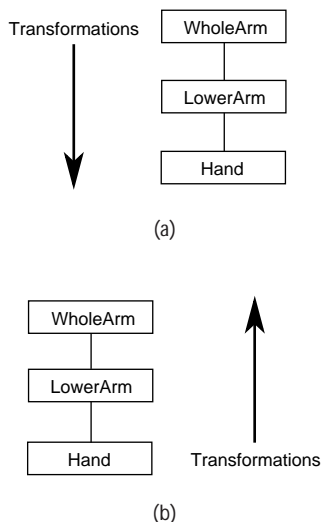 Transformations
WholeArm
LowerArm
Hand
(a)
WholeArm
LowerArm
Hand
Transformations
(b)